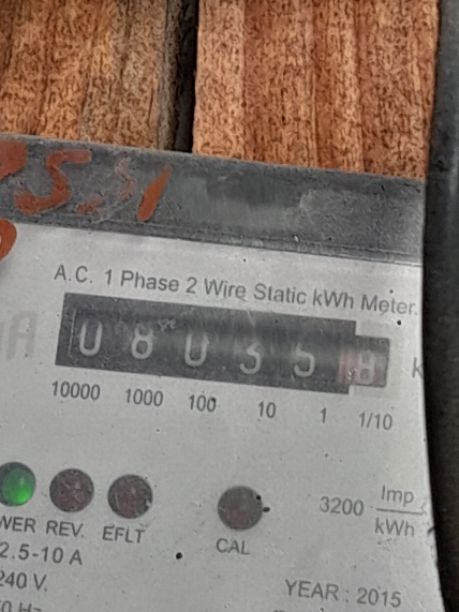 A.C. 1 Phase 2 Wire Static kWh Meter.
08035 8
10000 1000 100 10 1 1/10
REV. EFLT
CAL
3200 Imp
kWh
2.5-10 A
240 V.
YEAR : 2015